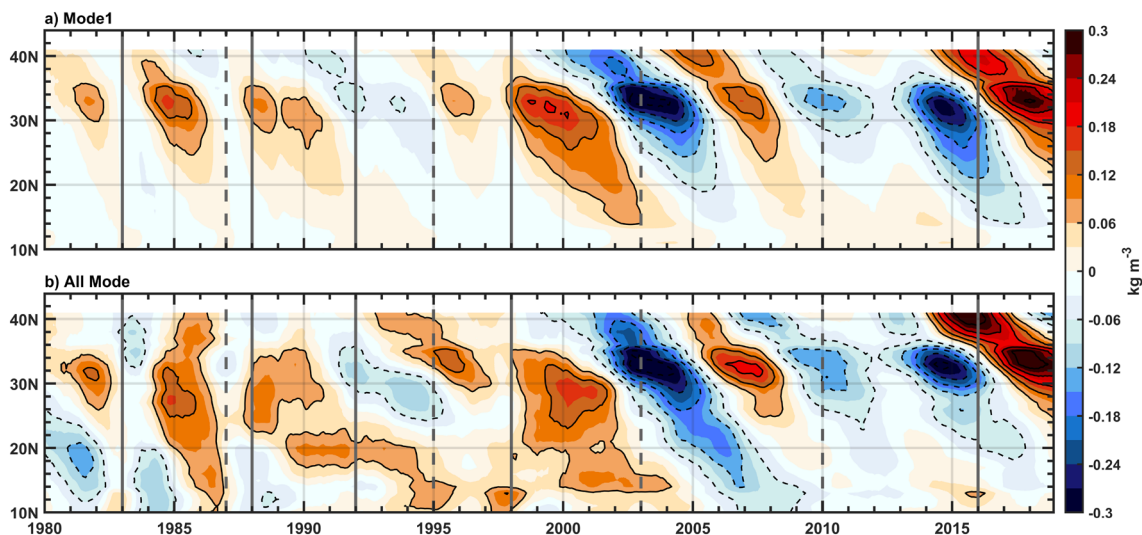 a) Mode1
40N
30N
20N
10N
b) All Mode
40N
30N
20N
10N
1980 1985 1990 1995 2000 2005 2010 2015
0.3
0.24
0.18
0.12
0.06
0
-0.06
-0.12
-0.18
-0.24
-0.3
kg m⁻³